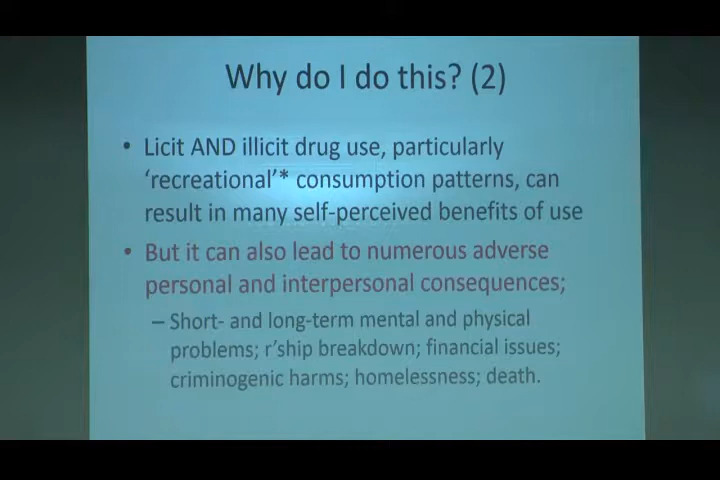 Why do I do this? (2)
• Licit AND illicit drug use, particularly
‘recreational’* consumption patterns, can
result in many self-perceived benefits of use
• But it can also lead to numerous adverse
personal and interpersonal consequences;
– Short- and long-term mental and physical
problems; r’ship breakdown; financial issues;
criminogenic harms; homelessness; death.